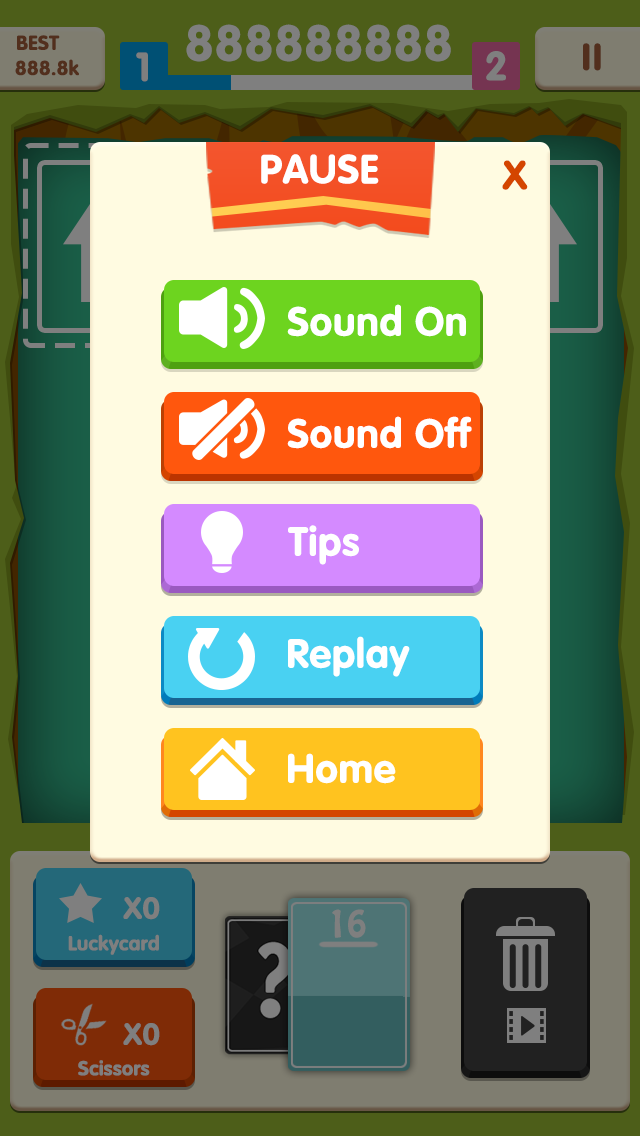 BEST
888.8k
1
888888888
2
PAUSE
X
Sound On
Sound Off
Tips
Replay
Home
X0
Luckycard
X0
Scissors
?
16